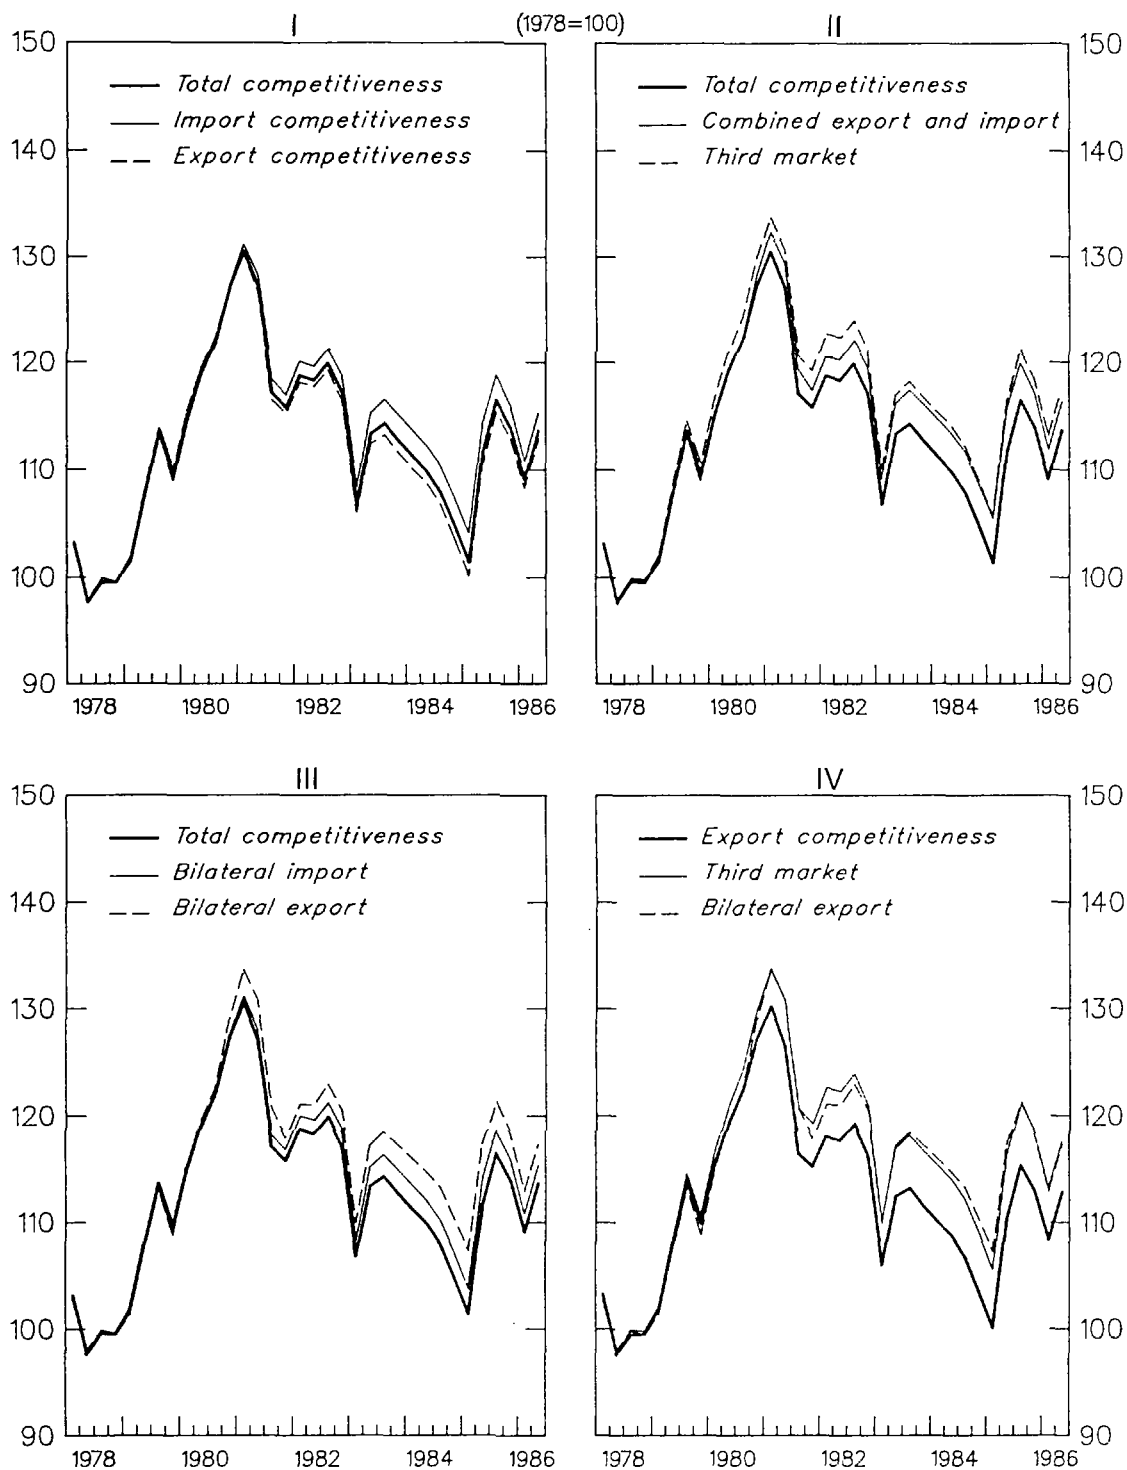 I (1978=100) II
150 150
Total competitiveness Total competitiveness
Import competitiveness Combined export and import
140 140
Export competitiveness Third market
130 130
120 120
110 110
100 100
90 90
1978 1980 1982 1984 1986 1978 1980 1982 1984 1986
III IV
150 150
Total competitiveness Export competitiveness
Bilateral import Third market
140 140
Bilateral export Bilateral export
130 130
120 120
110 110
100 100
90 90
1978 1980 1982 1984 1986 1978 1980 1982 1984 1986